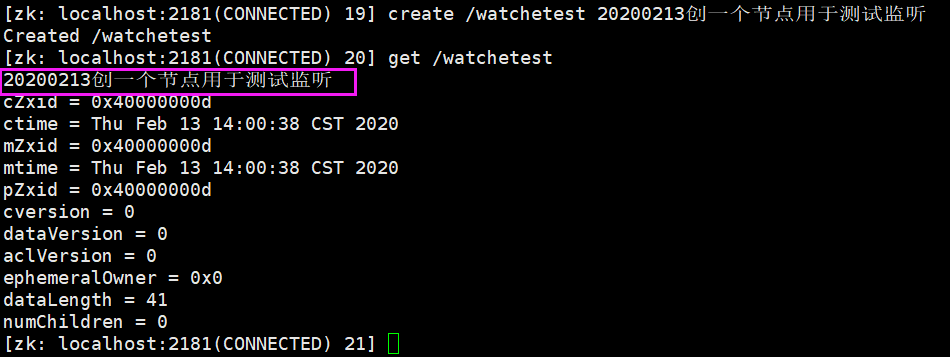 [zk: localhost:2181(CONNECTED) 19] create /watchetest 20200213创一个节点用于测试监听
Created /watchetest
[zk: localhost:2181(CONNECTED) 20] get /watchetest
20200213创一个节点用于测试监听
cZxid = 0x40000000d
ctime = Thu Feb 13 14:00:38 CST 2020
mZxid = 0x40000000d
mtime = Thu Feb 13 14:00:38 CST 2020
pZxid = 0x40000000d
cversion = 0
dataVersion = 0
aclVersion = 0
ephemeralOwner = 0x0
dataLength = 41
numChildren = 0
[zk: localhost:2181(CONNECTED) 21]